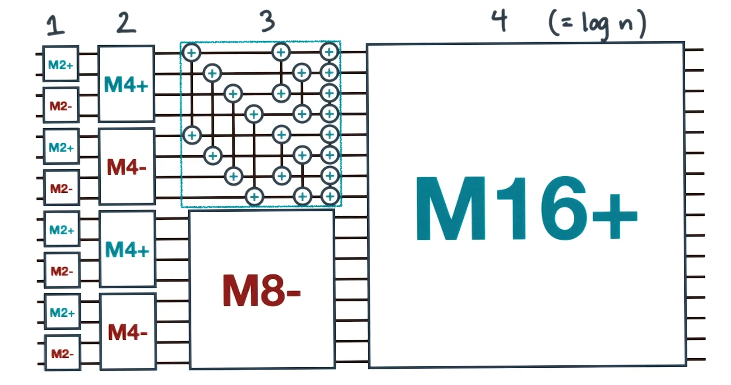 1 2 3 4 (= log n)
M2+
M2-
M2+
M2-
M2+
M2-
M2+
M2-
M4+
M4-
M4+
M4-
+ + +
+ +
+ + +
+ +
+ + +
+ + +
+ + +
+ + +
M8-
M16+